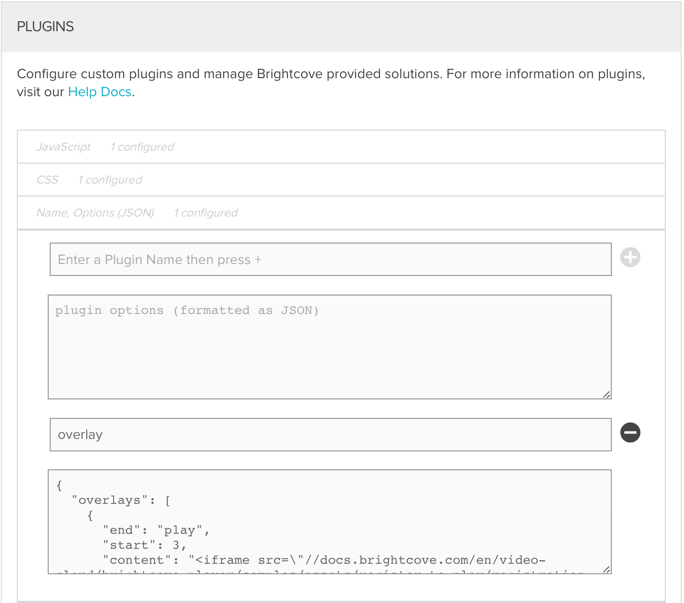 PLUGINS
Configure custom plugins and manage Brightcove provided solutions. For more information on plugins,
visit our Help Docs.
JavaScript 1 configured
CSS 1 configured
Name, Options (JSON) 1 configured
Enter a Plugin Name then press +
plugin options (formatted as JSON)
overlay
{
"overlays": [
{
"end": "play",
"start": 3,
"content": "<iframe src=\"//docs.brightcove.com/en/video-